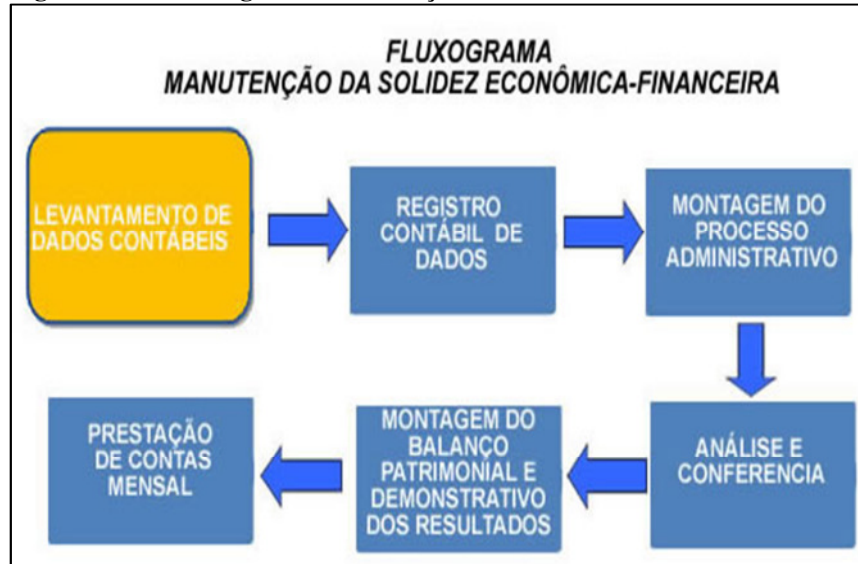 FLUXOGRAMA
MANUTENÇÃO DA SOLIDEZ ECONÔMICA-FINANCEIRA
LEVANTAMENTO DE
DADOS CONTÁBEIS
REGISTRO
CONTÁBIL DE
DADOS
MONTAGEM DO
PROCESSO
ADMINISTRATIVO
ANÁLISE E
CONFERENCIA
MONTAGEM DO
BALANÇO
PATRIMONIAL E
DEMONSTRATIVO
DOS RESULTADOS
PRESTAÇÃO
DE CONTAS
MENSAL